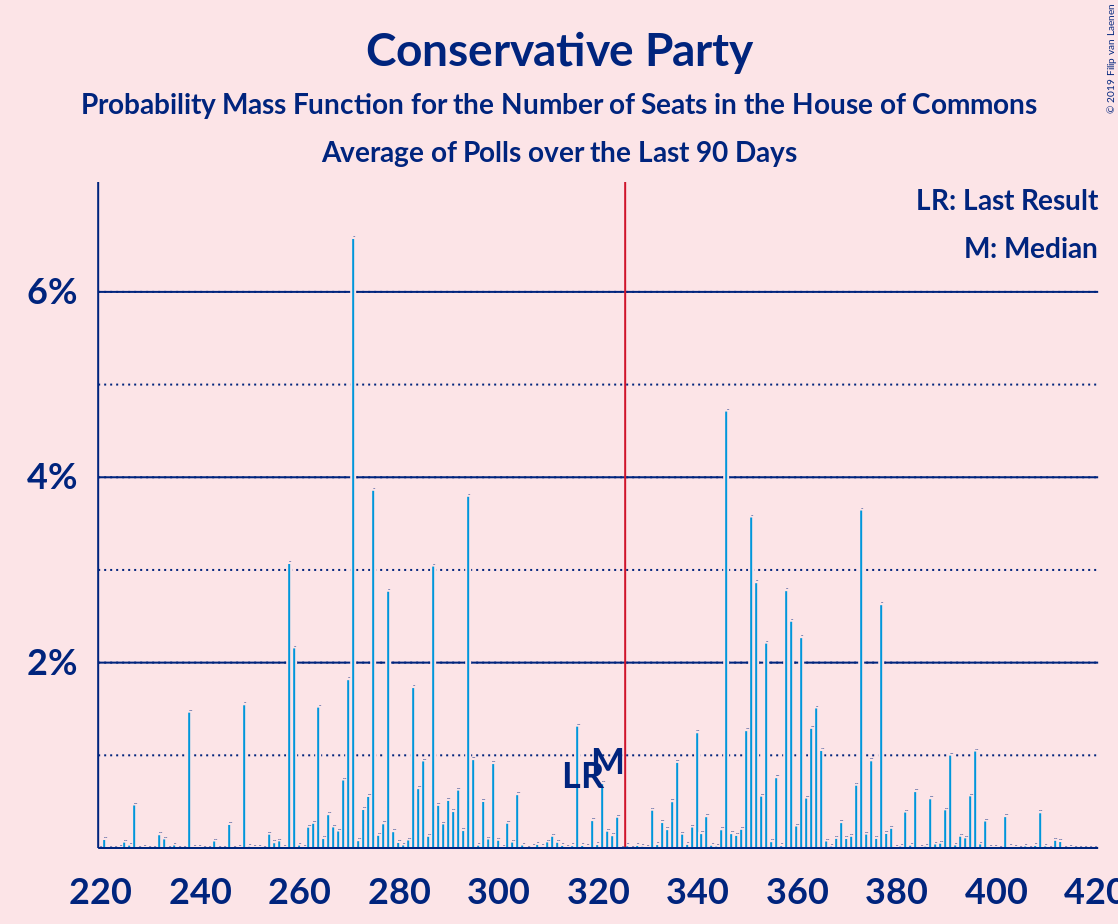 Conservative Party
Probability Mass Function for the Number of Seats in the House of Commons
Average of Polls over the Last 90 Days
© 2019 Filip van Laenen
LR: Last Result
M: Median
6%
4%
2%
LR
M
220 240 260 280 300 320 340 360 380 400 420